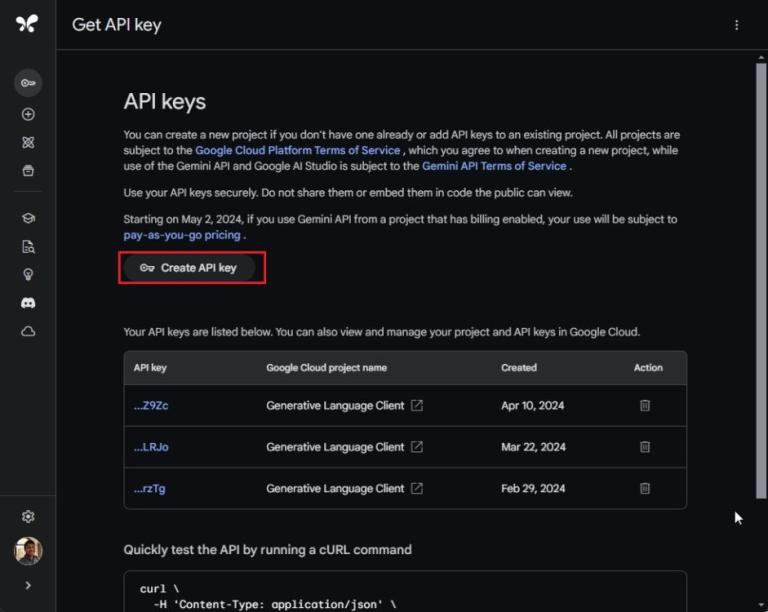 Get API key
API keys
You can create a new project if you don't have one already or add API keys to an existing project. All projects are
subject to the Google Cloud Platform Terms of Service , which you agree to when creating a new project, while
use of the Gemini API and Google AI Studio is subject to the Gemini API Terms of Service .
Use your API keys securely. Do not share them or embed them in code the public can view.
Starting on May 2, 2024, if you use Gemini API from a project that has billing enabled, your use will be subject to
pay-as-you-go pricing .
Create API key
Your API keys are listed below. You can also view and manage your project and API keys in Google Cloud.
API key Google Cloud project name Created Action
...Z9Zc Generative Language Client Apr 10, 2024
...LRJo Generative Language Client Mar 22, 2024
...rzTg Generative Language Client Feb 29, 2024
Quickly test the API by running a cURL command
curl \
-H 'Content-Type: application/json' \